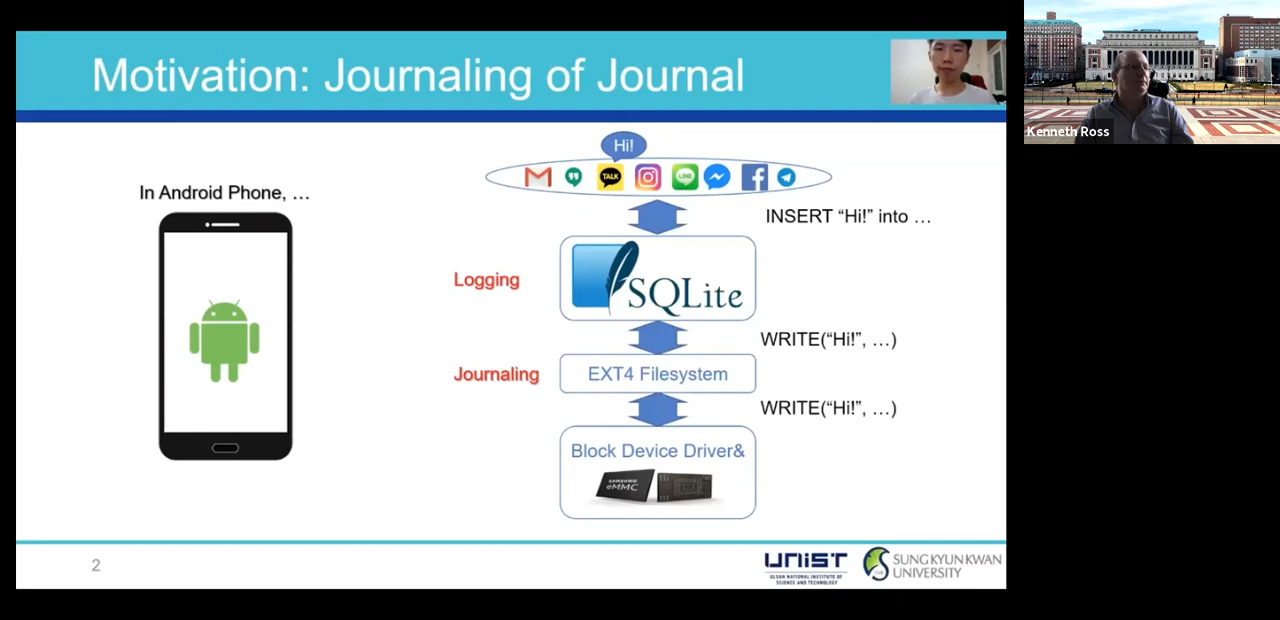 Motivation: Journaling of Journal
Kenneth Ross
Hi!
TALK
LINE
In Android Phone, …
INSERT “Hi!” into …
Logging
SQLite
WRITE(“Hi!”, …)
Journaling
EXT4 Filesystem
WRITE(“Hi!”, …)
Block Device Driver&
SAMSUNG
eMMC
2
UNIST
ULSAN NATIONAL INSTITUTE OF
SCIENCE AND TECHNOLOGY
SUNG KYUN KWAN
UNIVERSITY